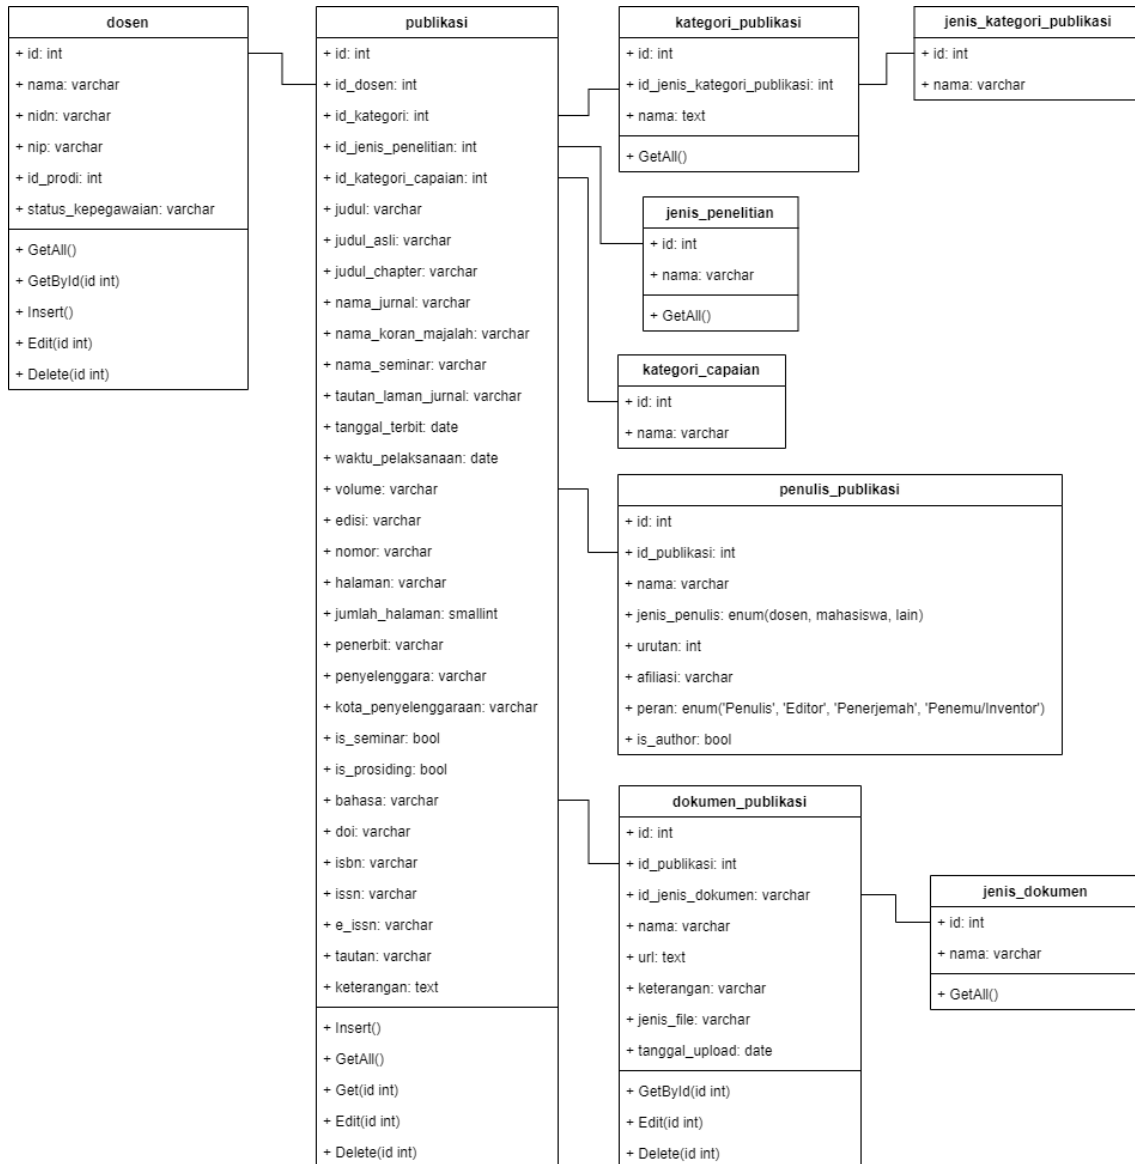 dosen
+ id: int
+ nama: varchar
+ nidn: varchar
+ nip: varchar
+ id_prodi: int
+ status_kepegawaian: varchar
+ GetAll()
+ GetById(id int)
+ Insert()
+ Edit(id int)
+ Delete(id int)
publikasi
+ id: int
+ id_dosen: int
+ id_kategori: int
+ id_jenis_penelitian: int
+ id_kategori_capaian: int
+ judul: varchar
+ judul_asli: varchar
+ judul_chapter: varchar
+ nama_jurnal: varchar
+ nama_koran_majalah: varchar
+ nama_seminar: varchar
+ tautan_laman_jurnal: varchar
+ tanggal_terbit: date
+ waktu_pelaksanaan: date
+ volume: varchar
+ edisi: varchar
+ nomor: varchar
+ halaman: varchar
+ jumlah_halaman: smallint
+ penerbit: varchar
+ penyelenggara: varchar
+ kota_penyelenggaraan: varchar
+ is_seminar: bool
+ is_prosiding: bool
+ bahasa: varchar
+ doi: varchar
+ isbn: varchar
+ issn: varchar
+ e_issn: varchar
+ tautan: varchar
+ keterangan: text
+ Insert()
+ GetAll()
+ Get(id int)
+ Edit(id int)
+ Delete(id int)
kategori_publikasi
+ id: int
+ id_jenis_kategori_publikasi: int
+ nama: text
+ GetAll()
jenis_kategori_publikasi
+ id: int
+ nama: varchar
jenis_penelitian
+ id: int
+ nama: varchar
+ GetAll()
kategori_capaian
+ id: int
+ nama: varchar
penulis_publikasi
+ id: int
+ id_publikasi: int
+ nama: varchar
+ jenis_penulis: enum(dosen, mahasiswa, lain)
+ urutan: int
+ afiliasi: varchar
+ peran: enum('Penulis', 'Editor', 'Penerjemah', 'Penemu/Inventor')
+ is_author: bool
dokumen_publikasi
+ id: int
+ id_publikasi: int
+ id_jenis_dokumen: varchar
+ nama: varchar
+ url: text
+ keterangan: varchar
+ jenis_file: varchar
+ tanggal_upload: date
+ GetById(id int)
+ Edit(id int)
+ Delete(id int)
jenis_dokumen
+ id: int
+ nama: varchar
+ GetAll()